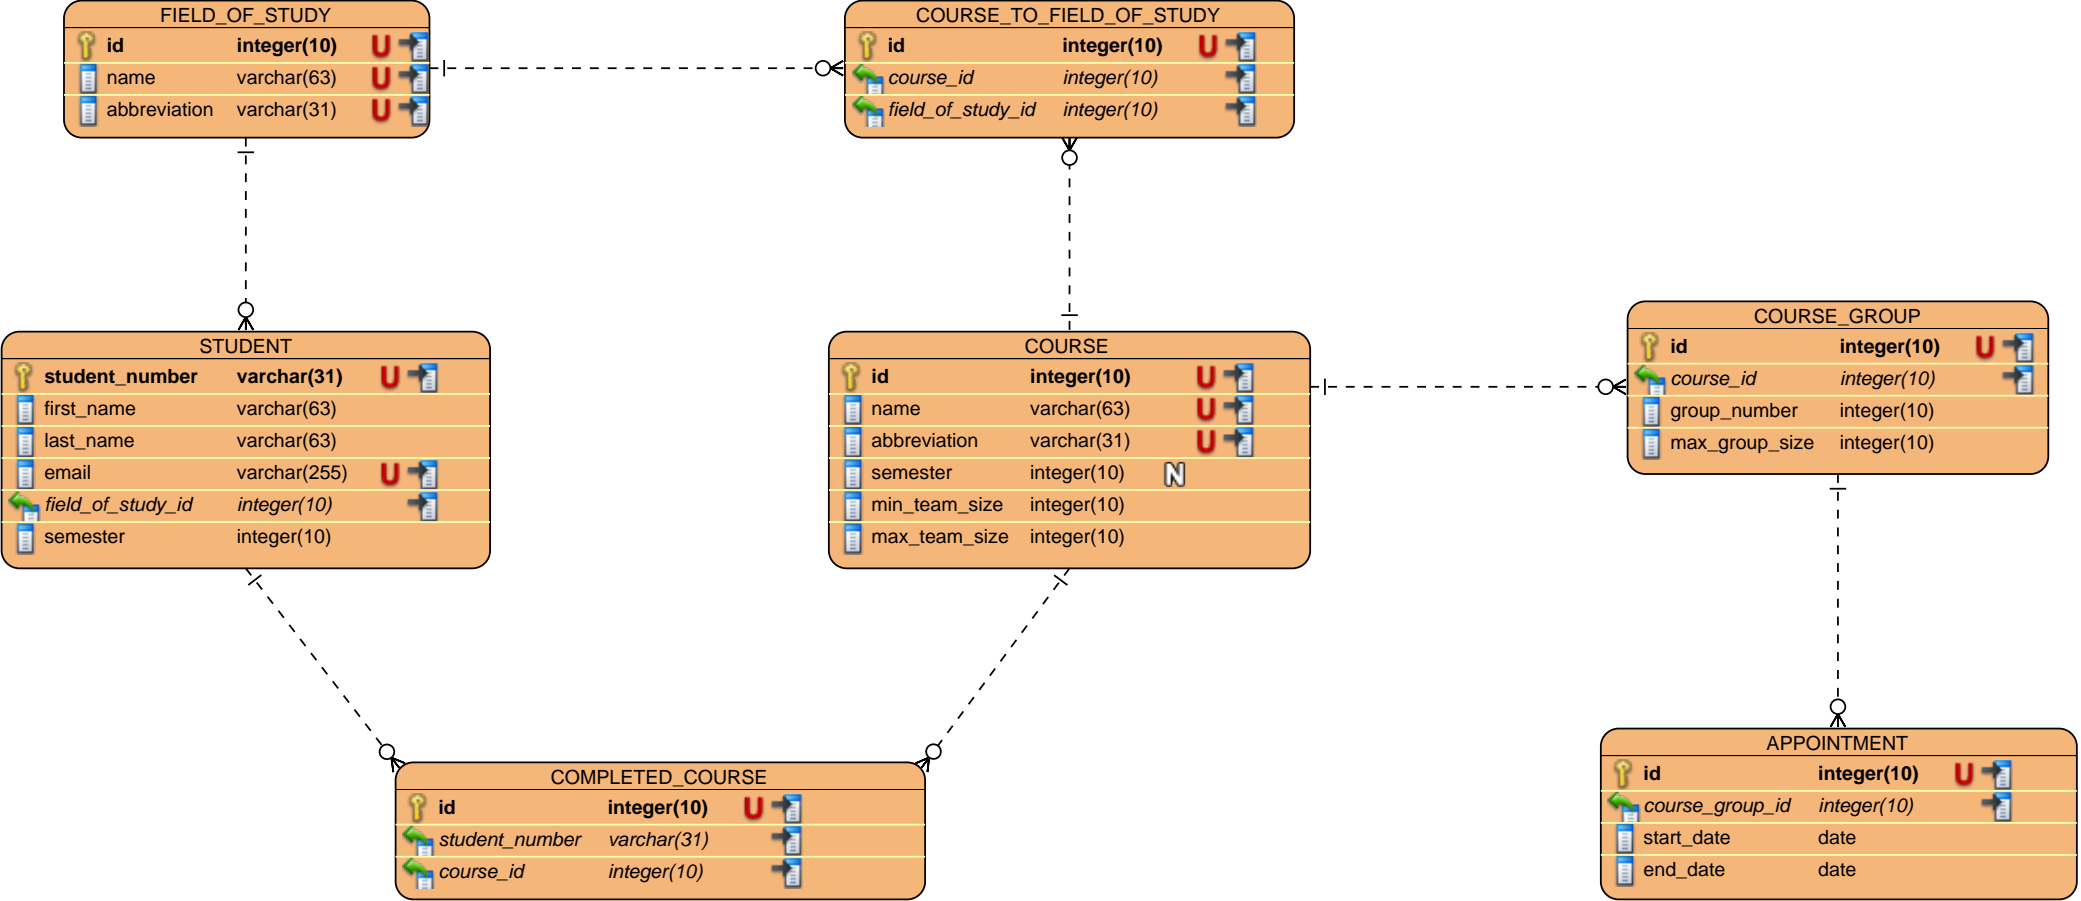 FIELD_OF_STUDY
id integer(10) U
name varchar(63) U
abbreviation varchar(31) U
COURSE_TO_FIELD_OF_STUDY
id integer(10) U
course_id integer(10)
field_of_study_id integer(10)
STUDENT
student_number varchar(31) U
first_name varchar(63)
last_name varchar(63)
email varchar(255) U
field_of_study_id integer(10)
semester integer(10)
COURSE
id integer(10) U
name varchar(63) U
abbreviation varchar(31) U
semester integer(10) N
min_team_size integer(10)
max_team_size integer(10)
COURSE_GROUP
id integer(10) U
course_id integer(10)
group_number integer(10)
max_group_size integer(10)
COMPLETED_COURSE
id integer(10) U
student_number varchar(31)
course_id integer(10)
APPOINTMENT
id integer(10) U
course_group_id integer(10)
start_date date
end_date date